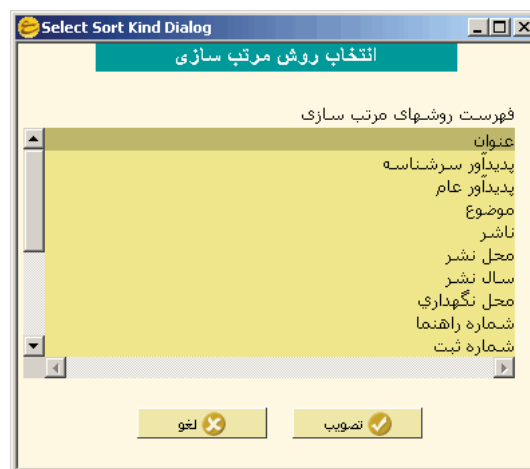 Select Sort Kind Dialog
انتخاب روش مرتب سازی
فهرست روشهای مرتب سازی
عنوان
پدیدآور سرشناسه
پدیدآور عام
موضوع
ناشر
محل نشر
سال نشر
محل نگهداري
شماره راهنما
شماره ثبت
تصویب
لغو